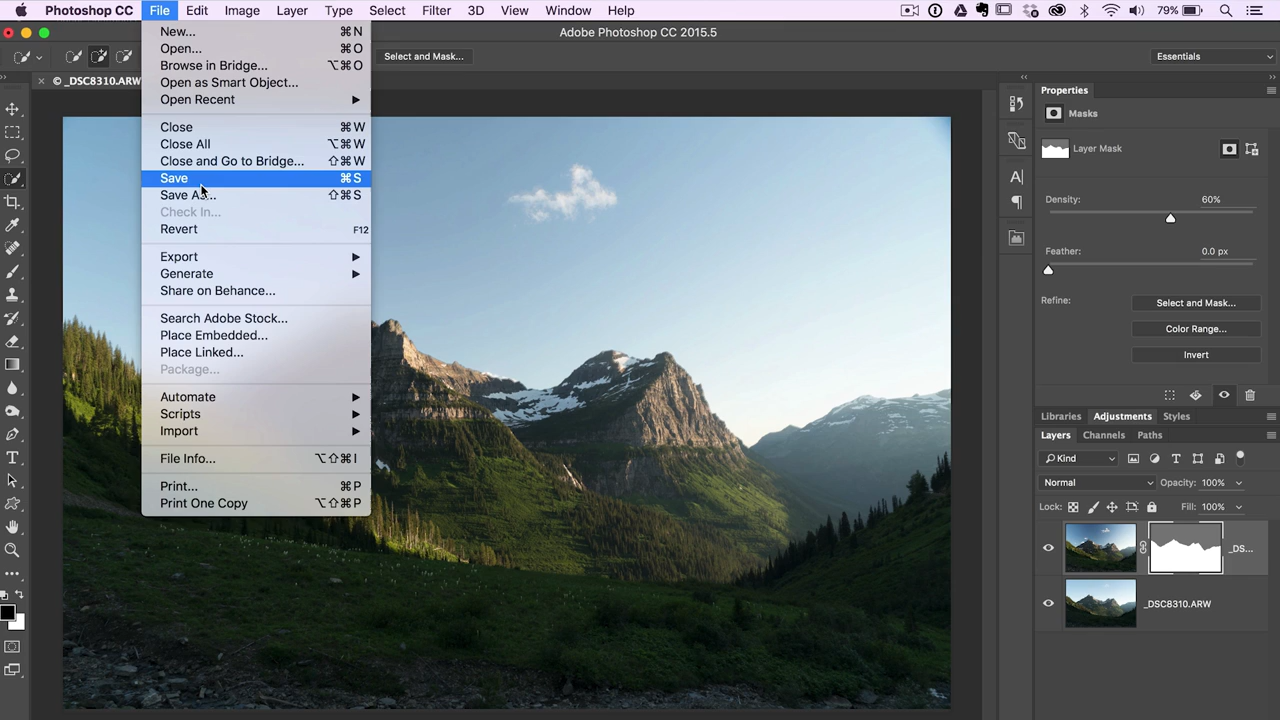 Photoshop CC File Edit Image Layer Type Select Filter 3D View Window Help 79%
Adobe Photoshop CC 2015.5
Select and Mask... Essentials
© _DSC8310.ARW
New... ⌘N
Open... ⌘O
Browse in Bridge... ⌥⌘O
Open as Smart Object...
Open Recent
Close ⌘W
Close All ⌥⌘W
Close and Go to Bridge... ⇧⌘W
Save ⌘S
Save As... ⇧⌘S
Check In...
Revert F12
Export
Generate
Share on Behance...
Search Adobe Stock...
Place Embedded...
Place Linked...
Package...
Automate
Scripts
Import
File Info... ⌥⇧⌘I
Print... ⌘P
Print One Copy ⌥⇧⌘P
Properties
Masks
Layer Mask
Density: 60%
Feather: 0.0 px
Refine: Select and Mask...
Color Range...
Invert
Libraries Adjustments Styles
Layers Channels Paths
Kind
Normal Opacity: 100%
Lock: Fill: 100%
_DS...
_DSC8310.ARW